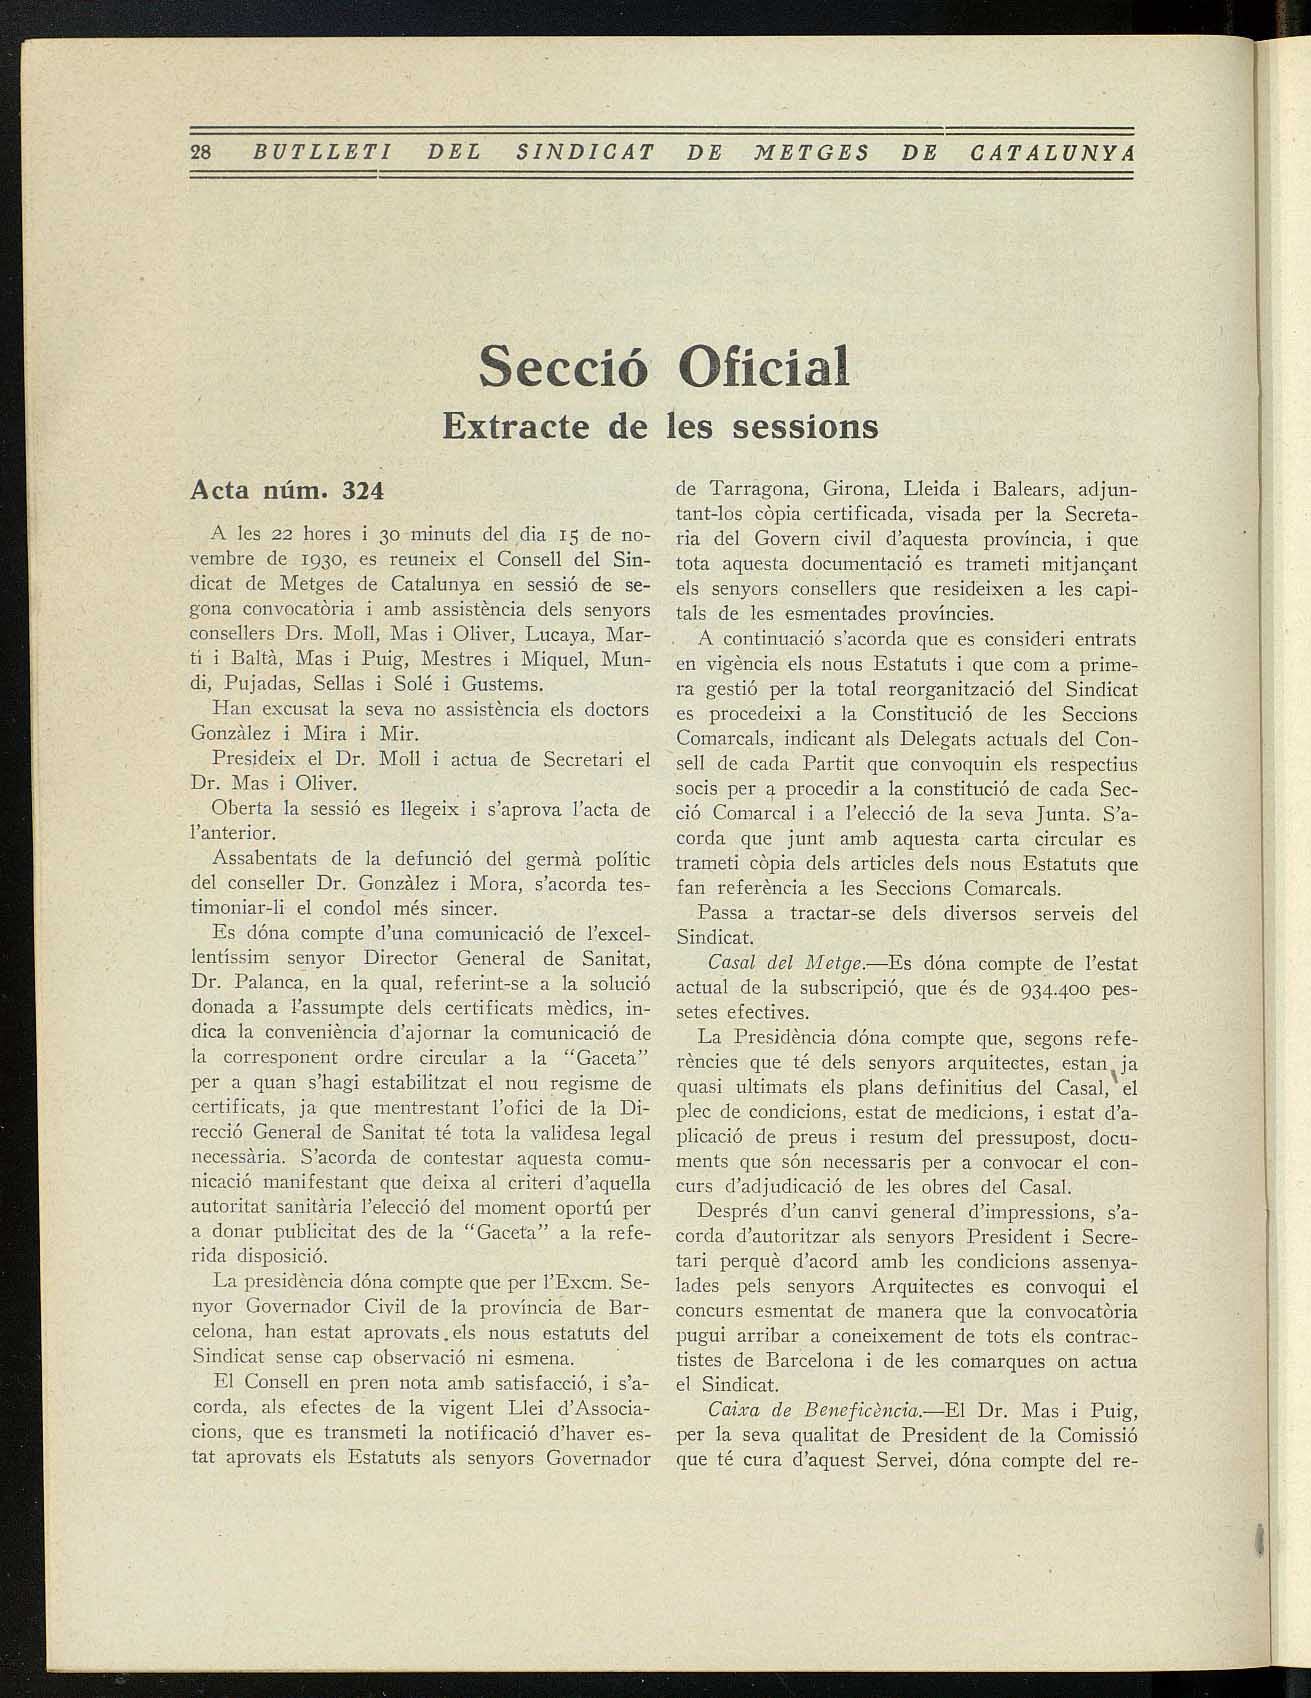 28 BUTLLETI DEL SINDICAT DE METGES DE CATALUNYA
Secció Oficial
Extracte de les sessions
Acta núm. 324
A les 22 hores i 30 minuts del dia 15 de no-
vembre de 1930, es reuneix el Consell del Sin-
dicat de Metges de Catalunya en sessió de se-
gona convocatòria i amb assistència dels senyors
consellers Drs. Moll, Mas i Oliver, Lucaya, Mar-
ti i Baltà, Mas i Puig, Mestres i Miquel, Mun-
di, Pujadas, Sellas i Solé i Gustems.
Han excusat la seva no assistència els doctors
Gonzàlez i Mira i Mir.
Presideix el Dr. Moll i actua de Secretari el
Dr. Mas i Oliver.
Oberta la sessió es llegeix i s'aprova l'acta de
l'anterior.
Assabentats de la defunció del germà polític
del conseller Dr. Gonzàlez i Mora, s'acorda tes-
timoniar-li el condol més sincer.
Es dóna compte d'una comunicació de l'excel-
lentíssim senyor Director General de Sanitat,
Dr. Palanca, en la qual, referint-se a la solució
donada a l'assumpte dels certificats mèdics, in-
dica la conveniència d'ajornar la comunicació de
la corresponent ordre circular a la "Gaceta"
per a quan s'hagi estabilitzat el nou regisme de
certificats, ja que mentrestant l'ofici de la Di-
recció General de Sanitat té tota la validesa legal
necessària. S'acorda de contestar aquesta comu-
nicació manifestant que deixa al criteri d'aquella
autoritat sanitària l'elecció del moment oportú per
a donar publicitat des de la "Gaceta" a la refe-
rida disposició.
La presidència dóna compte que per l'Excm. Se-
nyor Governador Civil de la província de Bar-
celona, han estat aprovats els nous estatuts del
Sindicat sense cap observació ni esmena.
El Consell en pren nota amb satisfacció, i s'a-
corda, als efectes de la vigent Llei d'Associa-
cions, que es transmeti la notificació d'haver es-
tat aprovats els Estatuts als senyors Governador
de Tarragona, Girona, Lleida i Balears, adjun-
tant-los còpia certificada, visada per la Secreta-
ria del Govern civil d'aquesta província, i que
tota aquesta documentació es trameti mitjançant
els senyors consellers que resideixen a les capi-
tals de les esmentades províncies.
A continuació s'acorda que es consideri entrats
en vigència els nous Estatuts i que com a prime-
ra gestió per la total reorganització del Sindicat
es procedeixi a la Constitució de les Seccions
Comarcals, indicant als Delegats actuals del Con-
sell de cada Partit que convoquin els respectius
socis per a procedir a la constitució de cada Sec-
ció Comarcal i a l'elecció de la seva Junta. S'a-
corda que junt amb aquesta carta circular es
trameti còpia dels articles dels nous Estatuts que
fan referència a les Seccions Comarcals.
Passa a tractar-se dels diversos serveis del
Sindicat.
Casal del Metge.—Es dóna compte de l'estat
actual de la subscripció, que és de 934.400 pes-
setes efectives.
La Presidència dóna compte que, segons refe-
rències que té dels senyors arquitectes, estan ja
quasi ultimats els plans definitius del Casal, el
plec de condicions, estat de medicions, i estat d'a-
plicació de preus i resum del pressupost, docu-
ments que són necessaris per a convocar el con-
curs d'adjudicació de les obres del Casal.
Després d'un canvi general d'impressions, s'a-
corda d'autoritzar als senyors President i Secre-
tari perquè d'acord amb les condicions assenya-
lades pels senyors Arquitectes es convoqui el
concurs esmentat de manera que la convocatòria
pugui arribar a coneixement de tots els contrac-
tistes de Barcelona i de les comarques on actua
el Sindicat.
Caixa de Beneficència.—El Dr. Mas i Puig,
per la seva qualitat de President de la Comissió
que té cura d'aquest Servei, dóna compte del re-